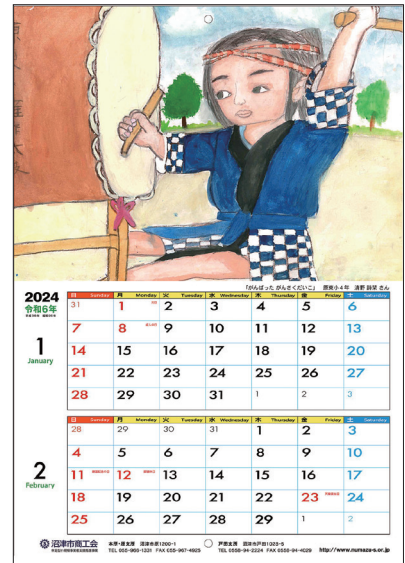 「がんばった がんさくだいこ」 原東小4年 清野 鈴菜 さん
2024
令和6年
1
January
日 Sunday 月 Monday 火 Tuesday 水 Wednesday 木 Thursday 金 Friday 土 Saturday
31 1 2 3 4 5 6
7 8 9 10 11 12 13
14 15 16 17 18 19 20
21 22 23 24 25 26 27
28 29 30 31 1 2 3
2
February
日 Sunday 月 Monday 火 Tuesday 水 Wednesday 木 Thursday 金 Friday 土 Saturday
28 29 30 31 1 2 3
4 5 6 7 8 9 10
11 12 13 14 15 16 17
18 19 20 21 22 23 24
25 26 27 28 29 1 2
沼津市商工会
本所・原支所 沼津市原1200-1
TEL 055-966-1331 FAX 055-967-4925
戸田支所 沼津市戸田1028-5
TEL 0558-94-2224 FAX 0558-94-4029
http://www.numaza-s.or.jp